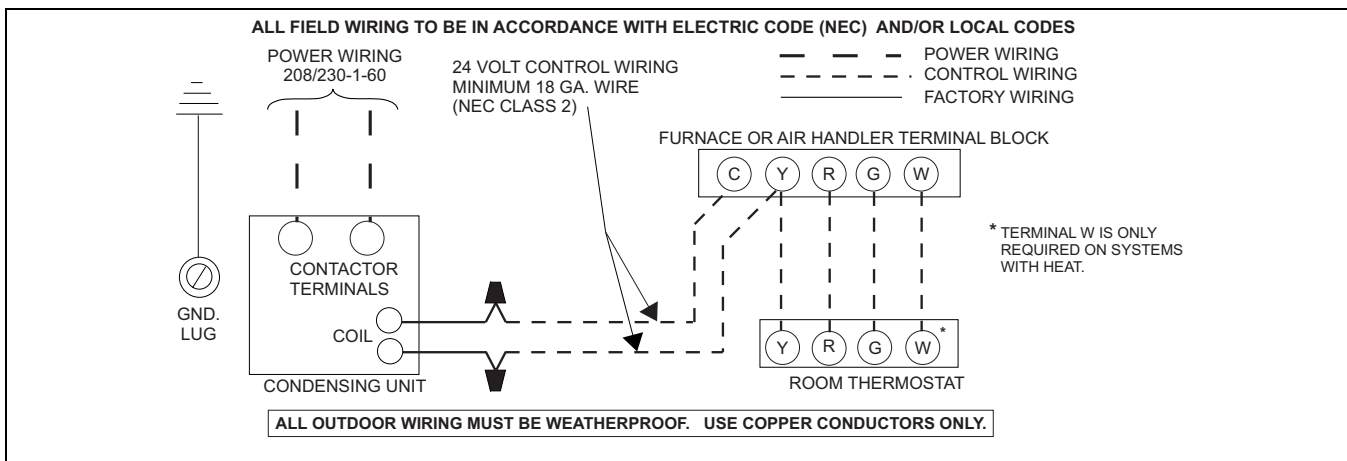 ALL FIELD WIRING TO BE IN ACCORDANCE WITH ELECTRIC CODE (NEC) AND/OR LOCAL CODES
POWER WIRING
208/230-1-60
24 VOLT CONTROL WIRING
MINIMUM 18 GA. WIRE
(NEC CLASS 2)
POWER WIRING
CONTROL WIRING
FACTORY WIRING
FURNACE OR AIR HANDLER TERMINAL BLOCK
C Y R G W
* TERMINAL W IS ONLY
REQUIRED ON SYSTEMS
WITH HEAT.
GND.
LUG
CONTACTOR
TERMINALS
COIL
CONDENSING UNIT
Y R G W *
ROOM THERMOSTAT
ALL OUTDOOR WIRING MUST BE WEATHERPROOF. USE COPPER CONDUCTORS ONLY.